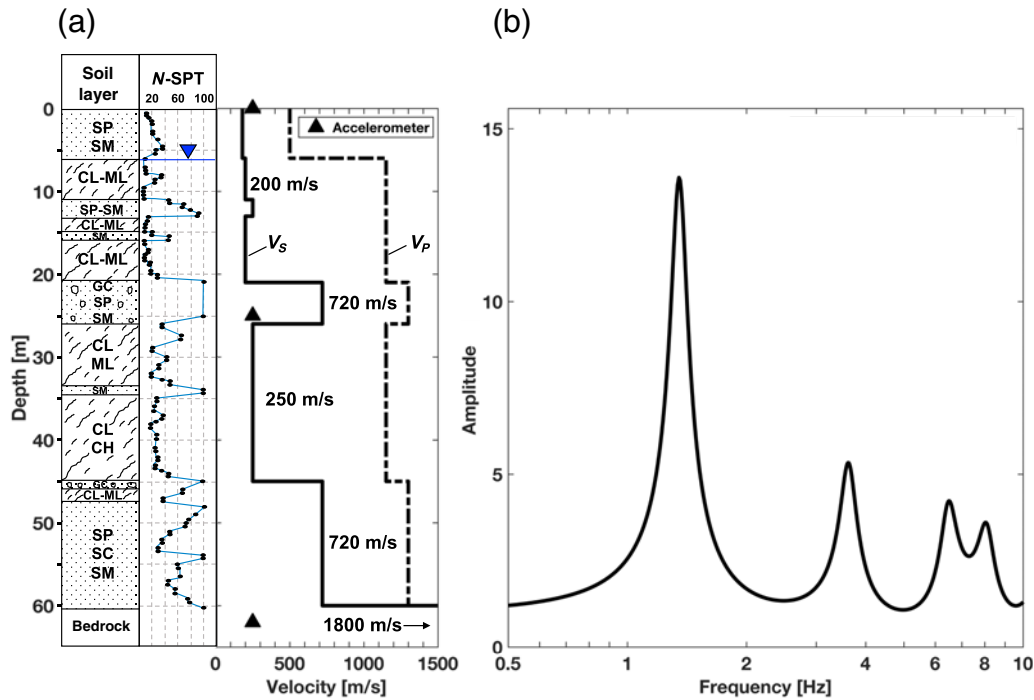 (a)
(b)
Soil
layer
N-SPT
20 60 100
0
10
20
30
40
50
60
Depth [m]
SP
SM
CL-ML
SP-SM
CL-ML
SM
CL-ML
GC
SP
SM
CL
ML
SM
CL
CH
GC
CL-ML
SP
SC
SM
Bedrock
Accelerometer
200 m/s
VS
VP
720 m/s
250 m/s
720 m/s
1800 m/s
0 500 1000 1500
Velocity [m/s]
15
10
5
0
Amplitude
0.5 1 2 4 6 8 10
Frequency [Hz]